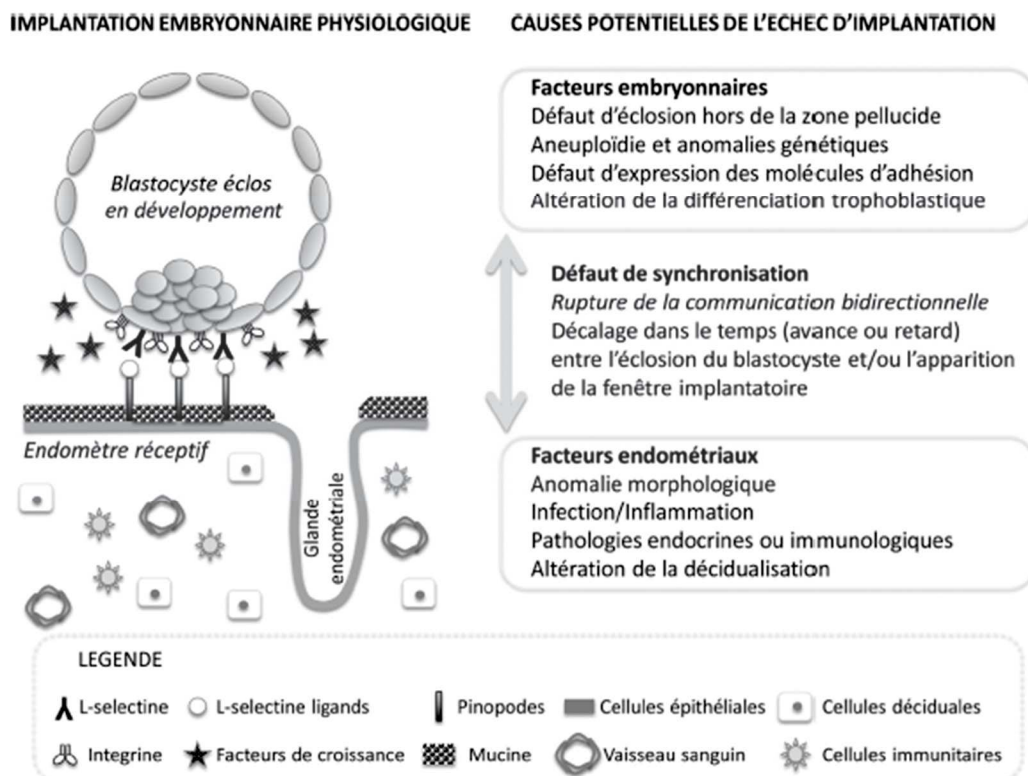 IMPLANTATION EMBRYONNAIRE PHYSIOLOGIQUE
Blastocyste éclos
en développement
Endomètre réceptif
Glande
endométriale
CAUSES POTENTIELLES DE L'ECHEC D'IMPLANTATION
Facteurs embryonnaires
Défaut d'éclosion hors de la zone pellucide
Aneuploïdie et anomalies génétiques
Défaut d'expression des molécules d'adhésion
Altération de la différenciation trophoblastique
Défaut de synchronisation
Rupture de la communication bidirectionnelle
Décalage dans le temps (avance ou retard)
entre l'éclosion du blastocyste et/ou l'apparition
de la fenêtre implantatoire
Facteurs endométriaux
Anomalie morphologique
Infection/Inflammation
Pathologies endocrines ou immunologiques
Altération de la décidualisation
LEGENDE
L-selectine L-selectine ligands Pinopodes Cellules épithéliales Cellules déciduales
Integrine Facteurs de croissance Mucine Vaisseau sanguin Cellules immunitaires